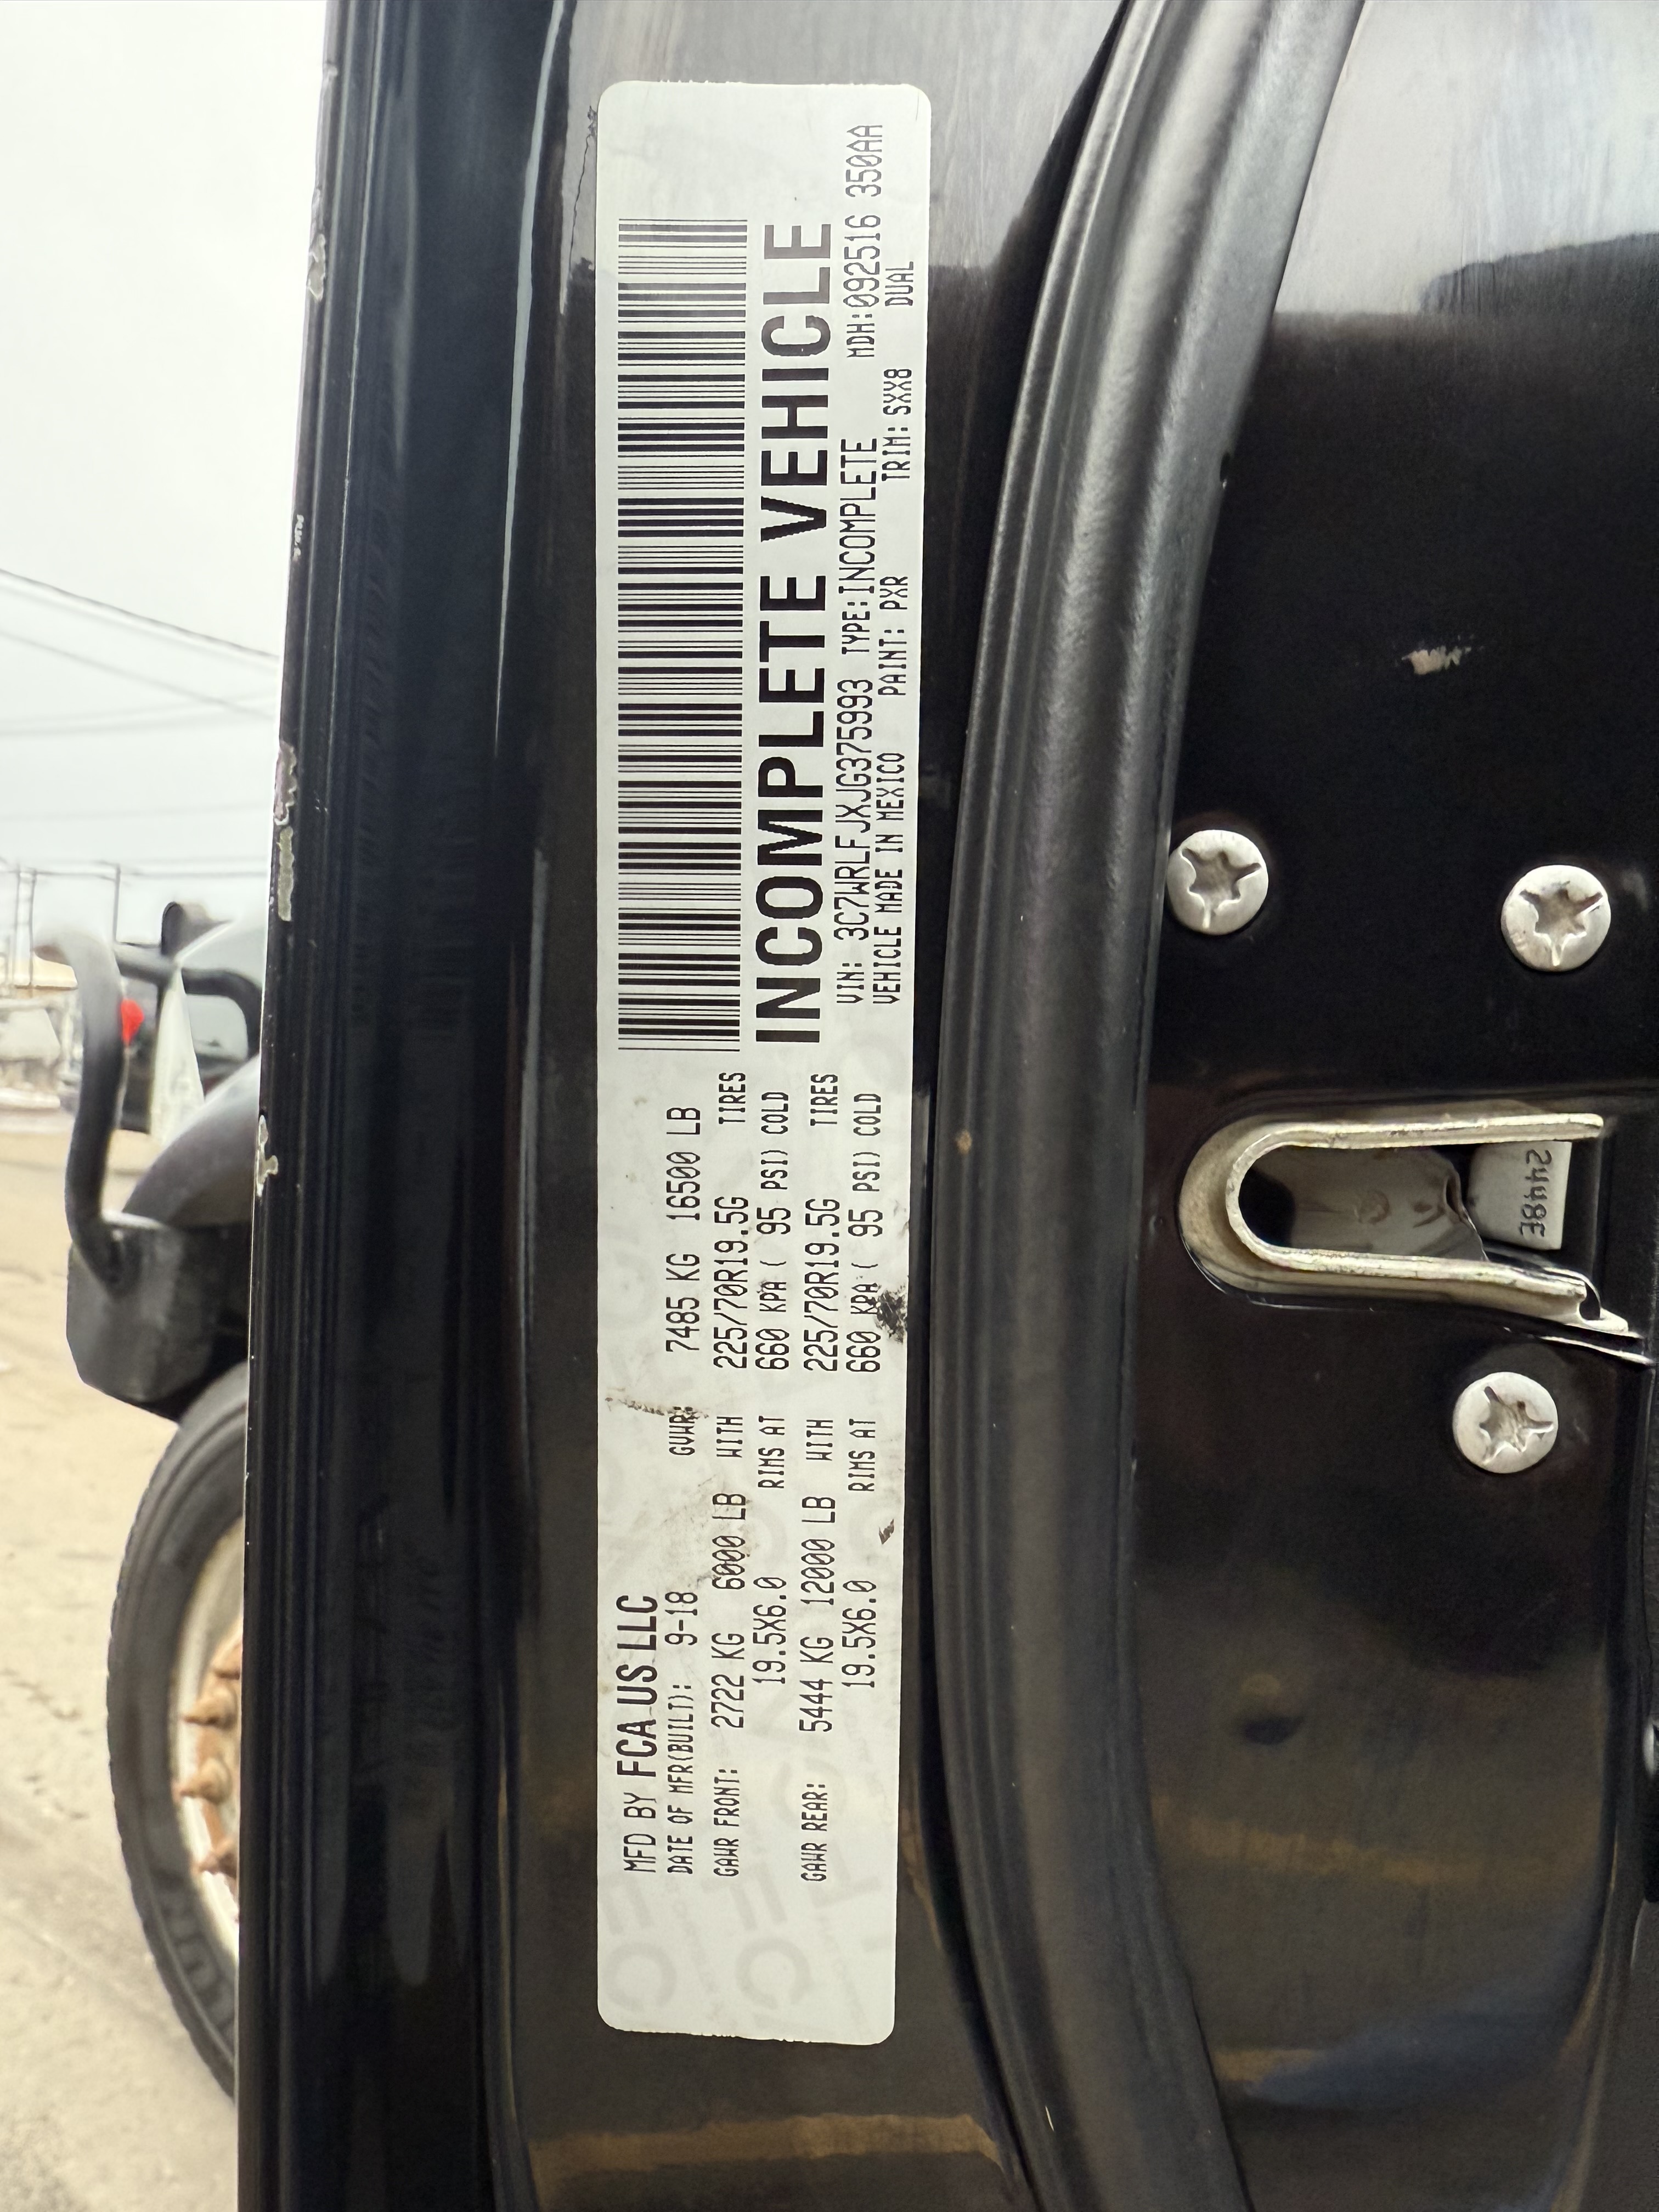 MFD BY FCA US LLC
DATE OF MFR(BUILT): 9-18 GVWR: 7485 KG 16500 LB
GAWR FRONT: 2722 KG 6000 LB WITH 225/70R19.5G TIRES
19.5X6.0 RIMS AT 660 KPA ( 95 PSI) COLD
GAWR REAR: 5444 KG 12000 LB WITH 225/70R19.5G TIRES
19.5X6.0 RIMS AT 660 KPA ( 95 PSI) COLD
INCOMPLETE VEHICLE
VIN: 3C7WRLFJXJG375993 TYPE:INCOMPLETE MDH:092516 350AA
VEHICLE MADE IN MEXICO PAINT: PXR TRIM: SXX8 DUAL
2448E